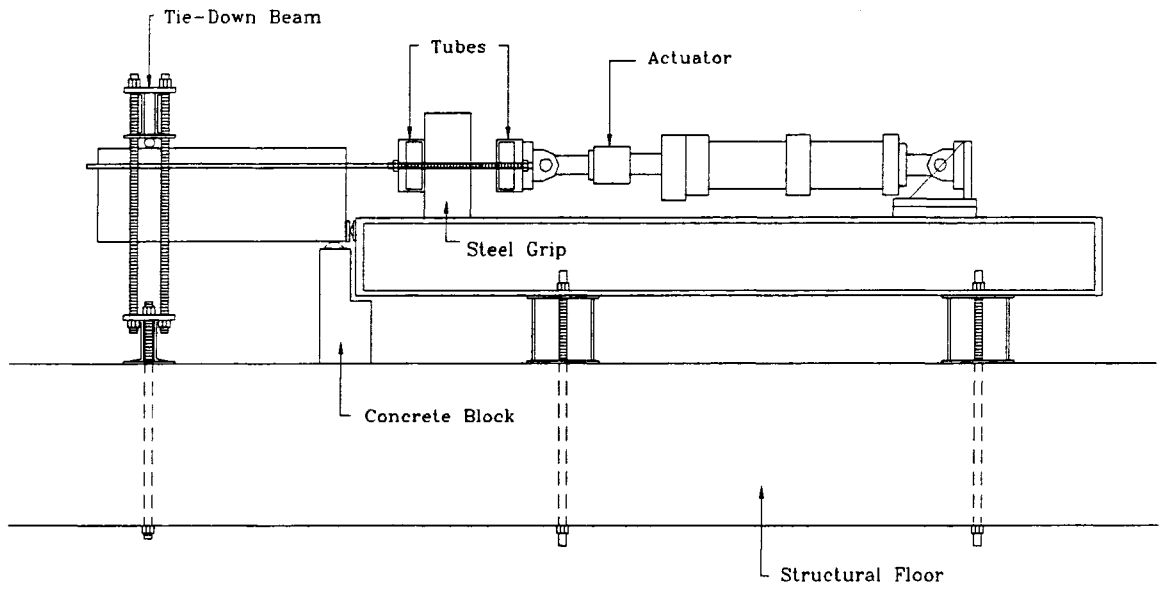 Tie-Down Beam
Tubes
Actuator
Steel Grip
Concrete Block
Structural Floor